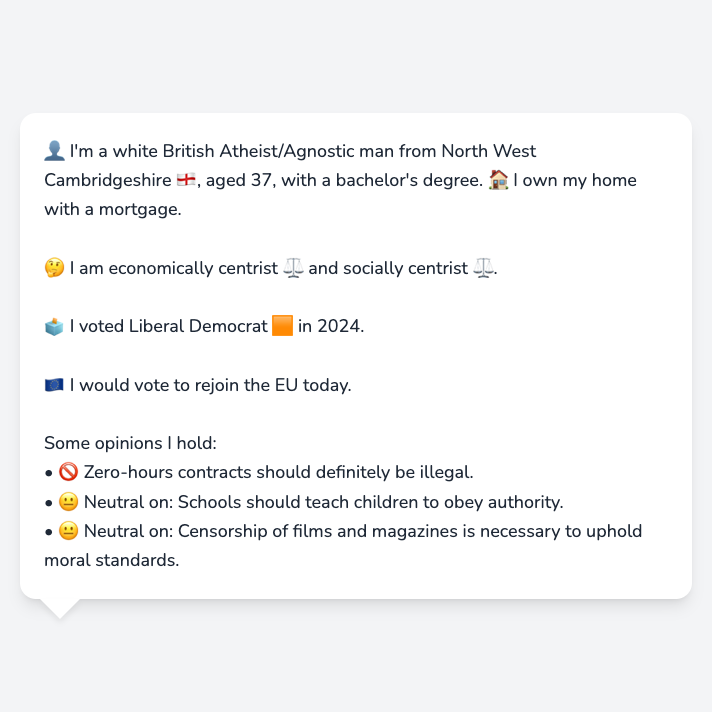 👤 I'm a white British Atheist/Agnostic man from North West
Cambridgeshire 🏴󠁧󠁢󠁥󠁮󠁧󠁿, aged 37, with a bachelor's degree. 🏠 I own my home
with a mortgage.
🤔 I am economically centrist ⚖️ and socially centrist ⚖️.
🗳️ I voted Liberal Democrat 🟧 in 2024.
🇪🇺 I would vote to rejoin the EU today.
Some opinions I hold:
• 🚫 Zero-hours contracts should definitely be illegal.
• 😐 Neutral on: Schools should teach children to obey authority.
• 😐 Neutral on: Censorship of films and magazines is necessary to uphold
moral standards.